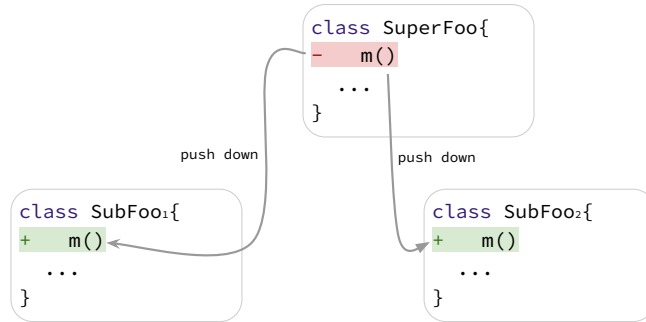 class SuperFoo{
-   m()
...
}
push down
push down
class SubFoo₁{
+   m()
...
}
class SubFoo₂{
+   m()
...
}